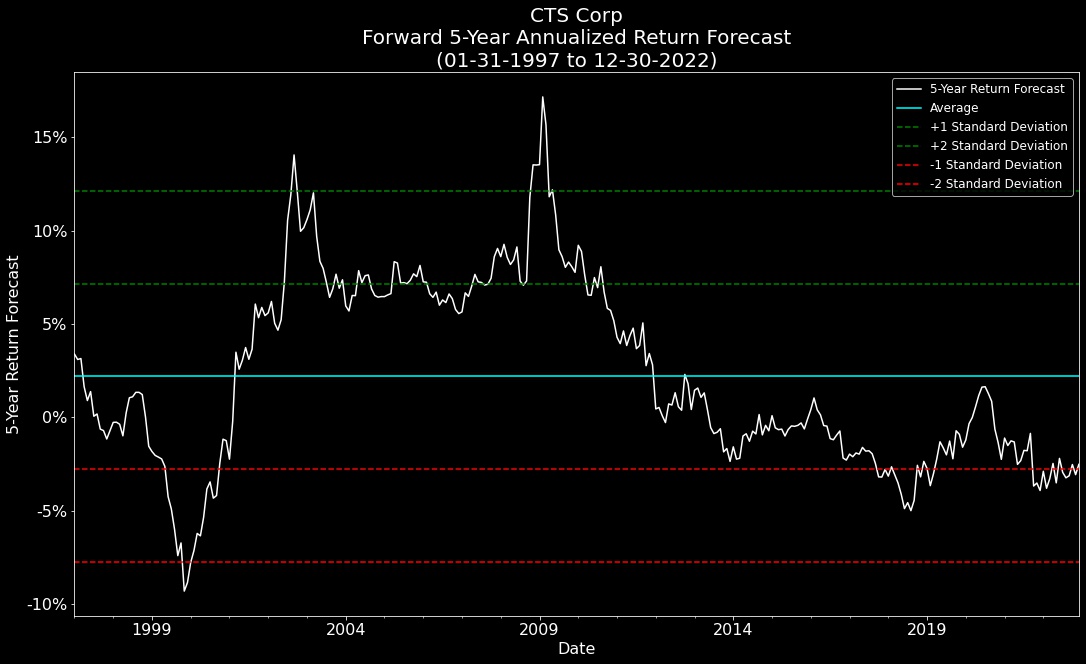 CTS Corp
Forward 5-Year Annualized Return Forecast
(01-31-1997 to 12-30-2022)
5-Year Return Forecast
Average
+1 Standard Deviation
+2 Standard Deviation
-1 Standard Deviation
-2 Standard Deviation
5-Year Return Forecast
15%
10%
5%
0%
-5%
-10%
1999
2004
2009
2014
2019
Date